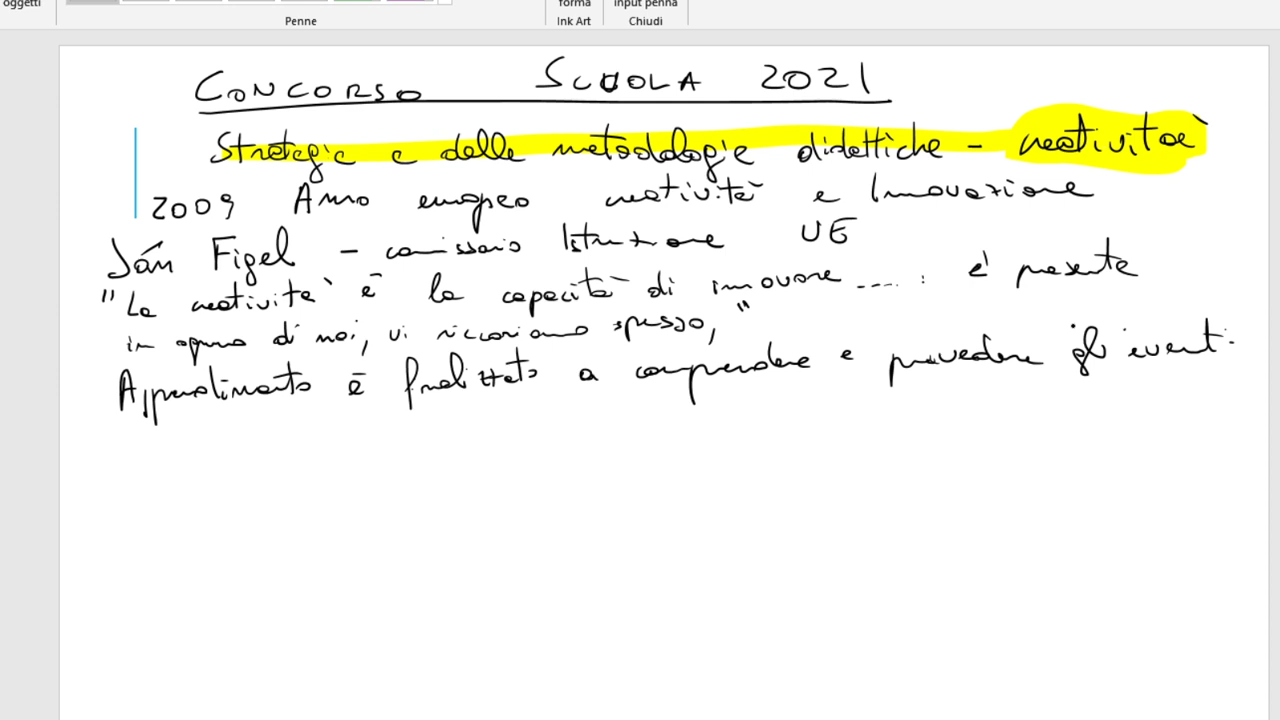 oggetti
Penne
forma
Ink Art
input penna
Chiudi
CONCORSO SCUOLA 2021
Strategie e delle metodologie didattiche - creatività
2009 Anno europeo creatività e Innovazione
Ján Figel - comissario Istruzione UE
"La creatività è la capacità di innovare .... : è presente
in ognuno di noi, vi ricorriamo spesso,"
Apprendimento è finalizzato a comprendere e prevedere gli eventi